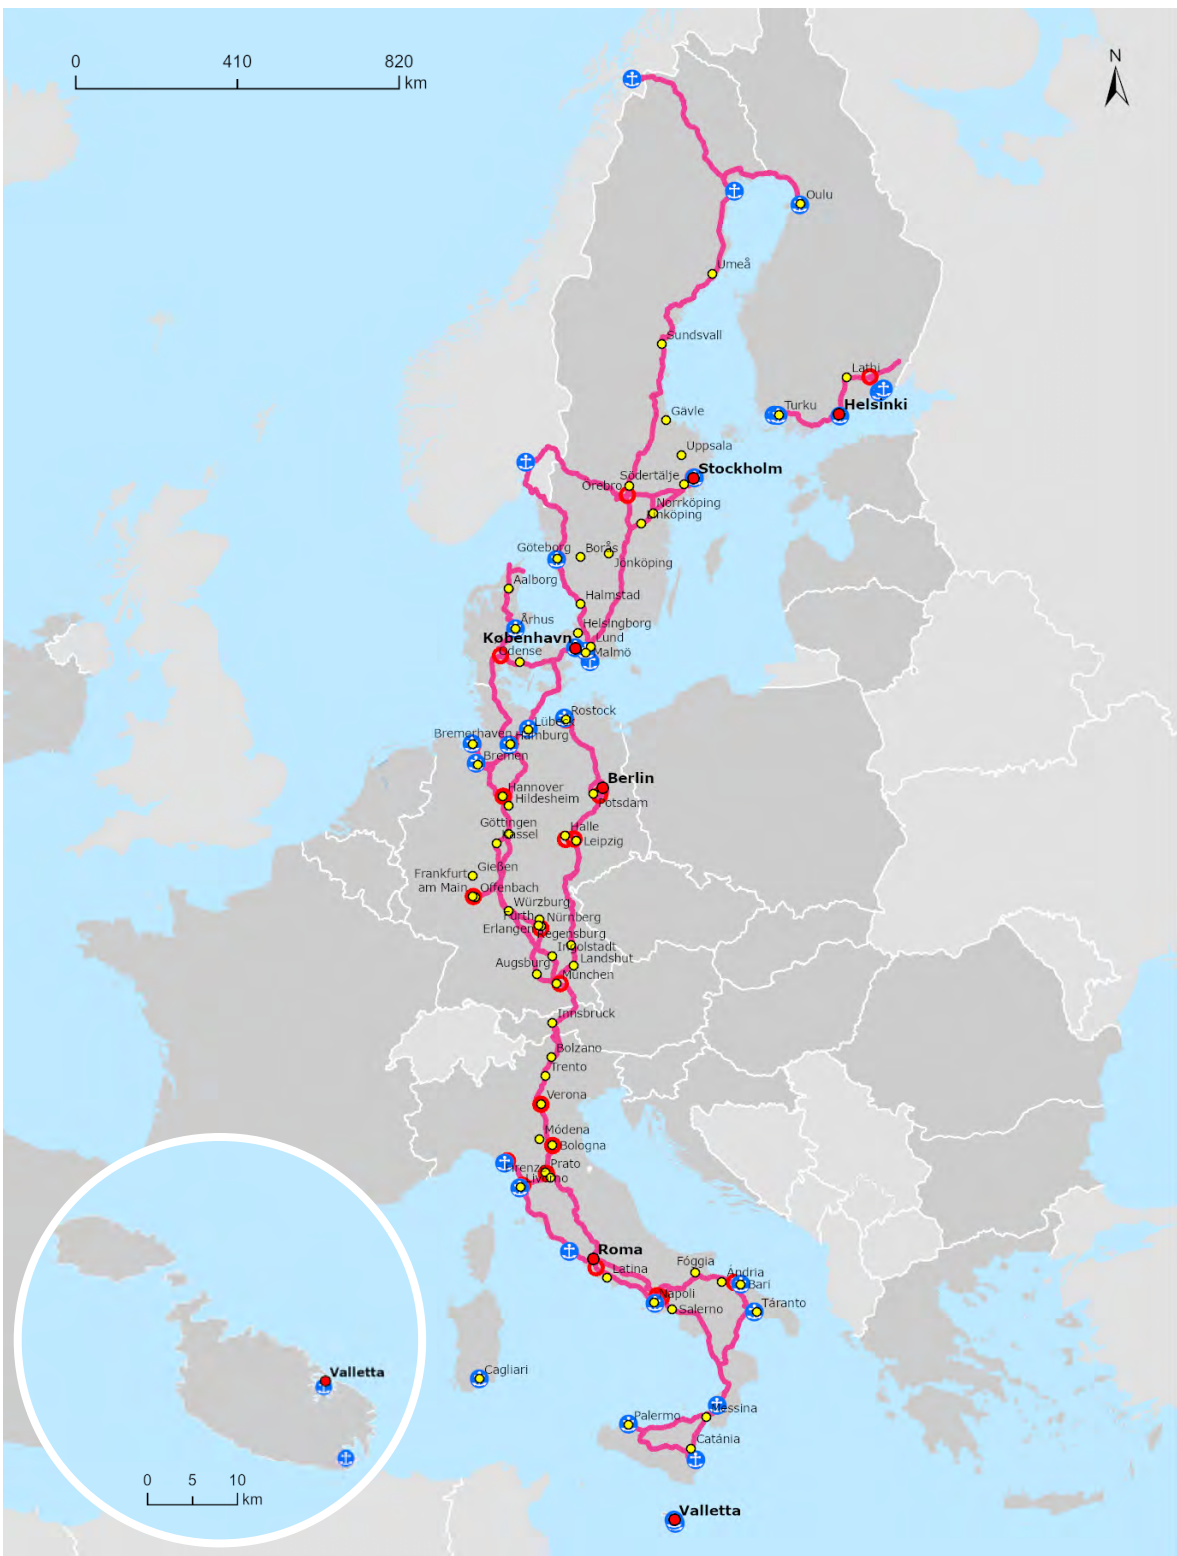 0 410 820
km
N
Oulu
Umeå
Sundsvall
Lathi
Helsinki
Turku
Gävle
Uppsala
Stockholm
Södertälje
Örebro
Norrköping
Linköping
Göteborg
Borås
Jönköping
Aalborg
Halmstad
Århus
Helsingborg
København
Lund
Odense
Malmö
Rostock
Lübeck
Bremerhaven
Hamburg
Bremen
Berlin
Hannover
Hildesheim
Potsdam
Göttingen
Halle
Kassel
Leipzig
Gießen
Frankfurt
am Main
Offenbach
Würzburg
Fürth
Nürnberg
Erlangen
Regensburg
Ingolstadt
Landshut
Augsburg
München
Innsbruck
Bolzano
Trento
Verona
Módena
Bologna
Prato
Firenze
Livorno
Roma
Latina
Fóggia
Ándria
Bari
Napoli
Salerno
Táranto
Cagliari
Messina
Palermo
Catánia
Valletta
Valletta
0 5 10
km